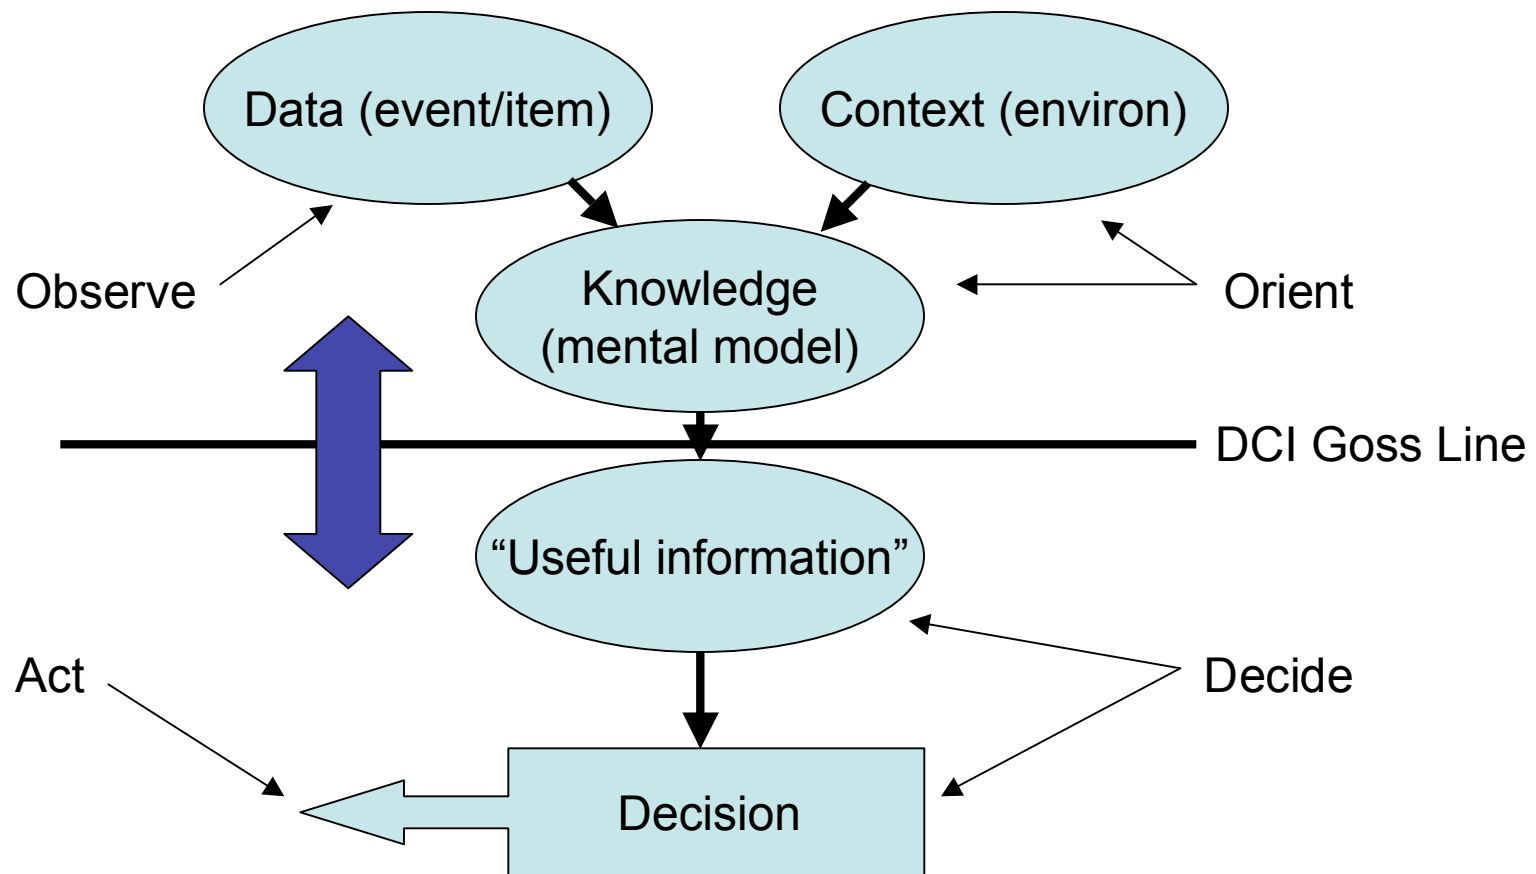 Data (event/item)
Context (environ)
Observe
Knowledge
(mental model)
Orient
DCI Goss Line
“Useful information”
Act
Decide
Decision